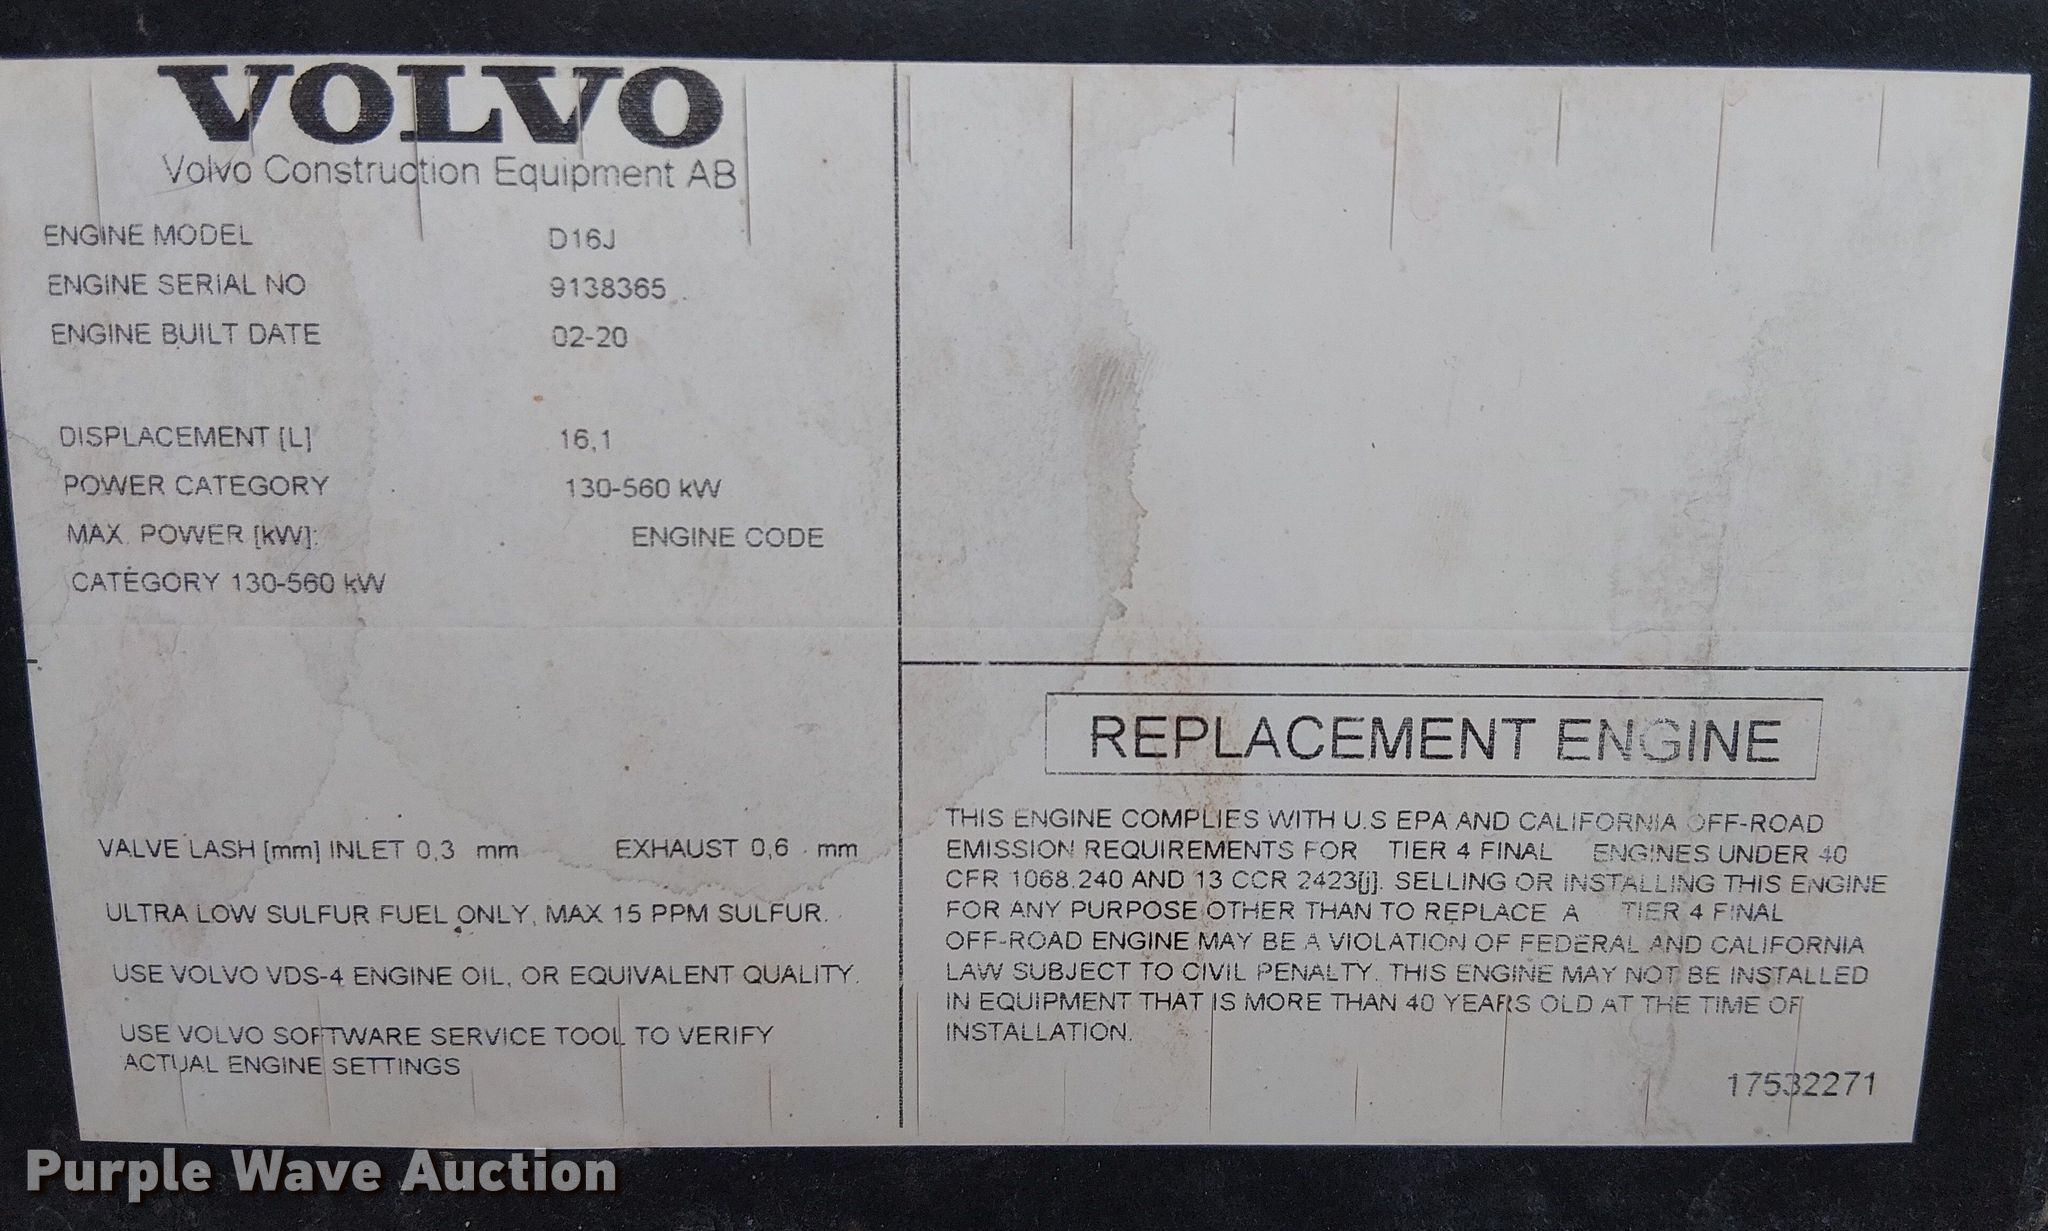 VOLVO
Volvo Construction Equipment AB
ENGINE MODEL D16J
ENGINE SERIAL NO 9138365
ENGINE BUILT DATE 02-20
DISPLACEMENT [L] 16,1
POWER CATEGORY 130-560 kW
MAX. POWER [kW]: ENGINE CODE
CATEGORY 130-560 kW
VALVE LASH [mm] INLET 0,3 mm EXHAUST 0,6 mm
ULTRA LOW SULFUR FUEL ONLY, MAX 15 PPM SULFUR.
USE VOLVO VDS-4 ENGINE OIL, OR EQUIVALENT QUALITY.
USE VOLVO SOFTWARE SERVICE TOOL TO VERIFY
ACTUAL ENGINE SETTINGS
REPLACEMENT ENGINE
THIS ENGINE COMPLIES WITH U.S EPA AND CALIFORNIA OFF-ROAD
EMISSION REQUIREMENTS FOR TIER 4 FINAL ENGINES UNDER 40
CFR 1068.240 AND 13 CCR 2423[j]. SELLING OR INSTALLING THIS ENGINE
FOR ANY PURPOSE OTHER THAN TO REPLACE A TIER 4 FINAL
OFF-ROAD ENGINE MAY BE A VIOLATION OF FEDERAL AND CALIFORNIA
LAW SUBJECT TO CIVIL PENALTY. THIS ENGINE MAY NOT BE INSTALLED
IN EQUIPMENT THAT IS MORE THAN 40 YEARS OLD AT THE TIME OF
INSTALLATION.
17532271
Purple Wave Auction